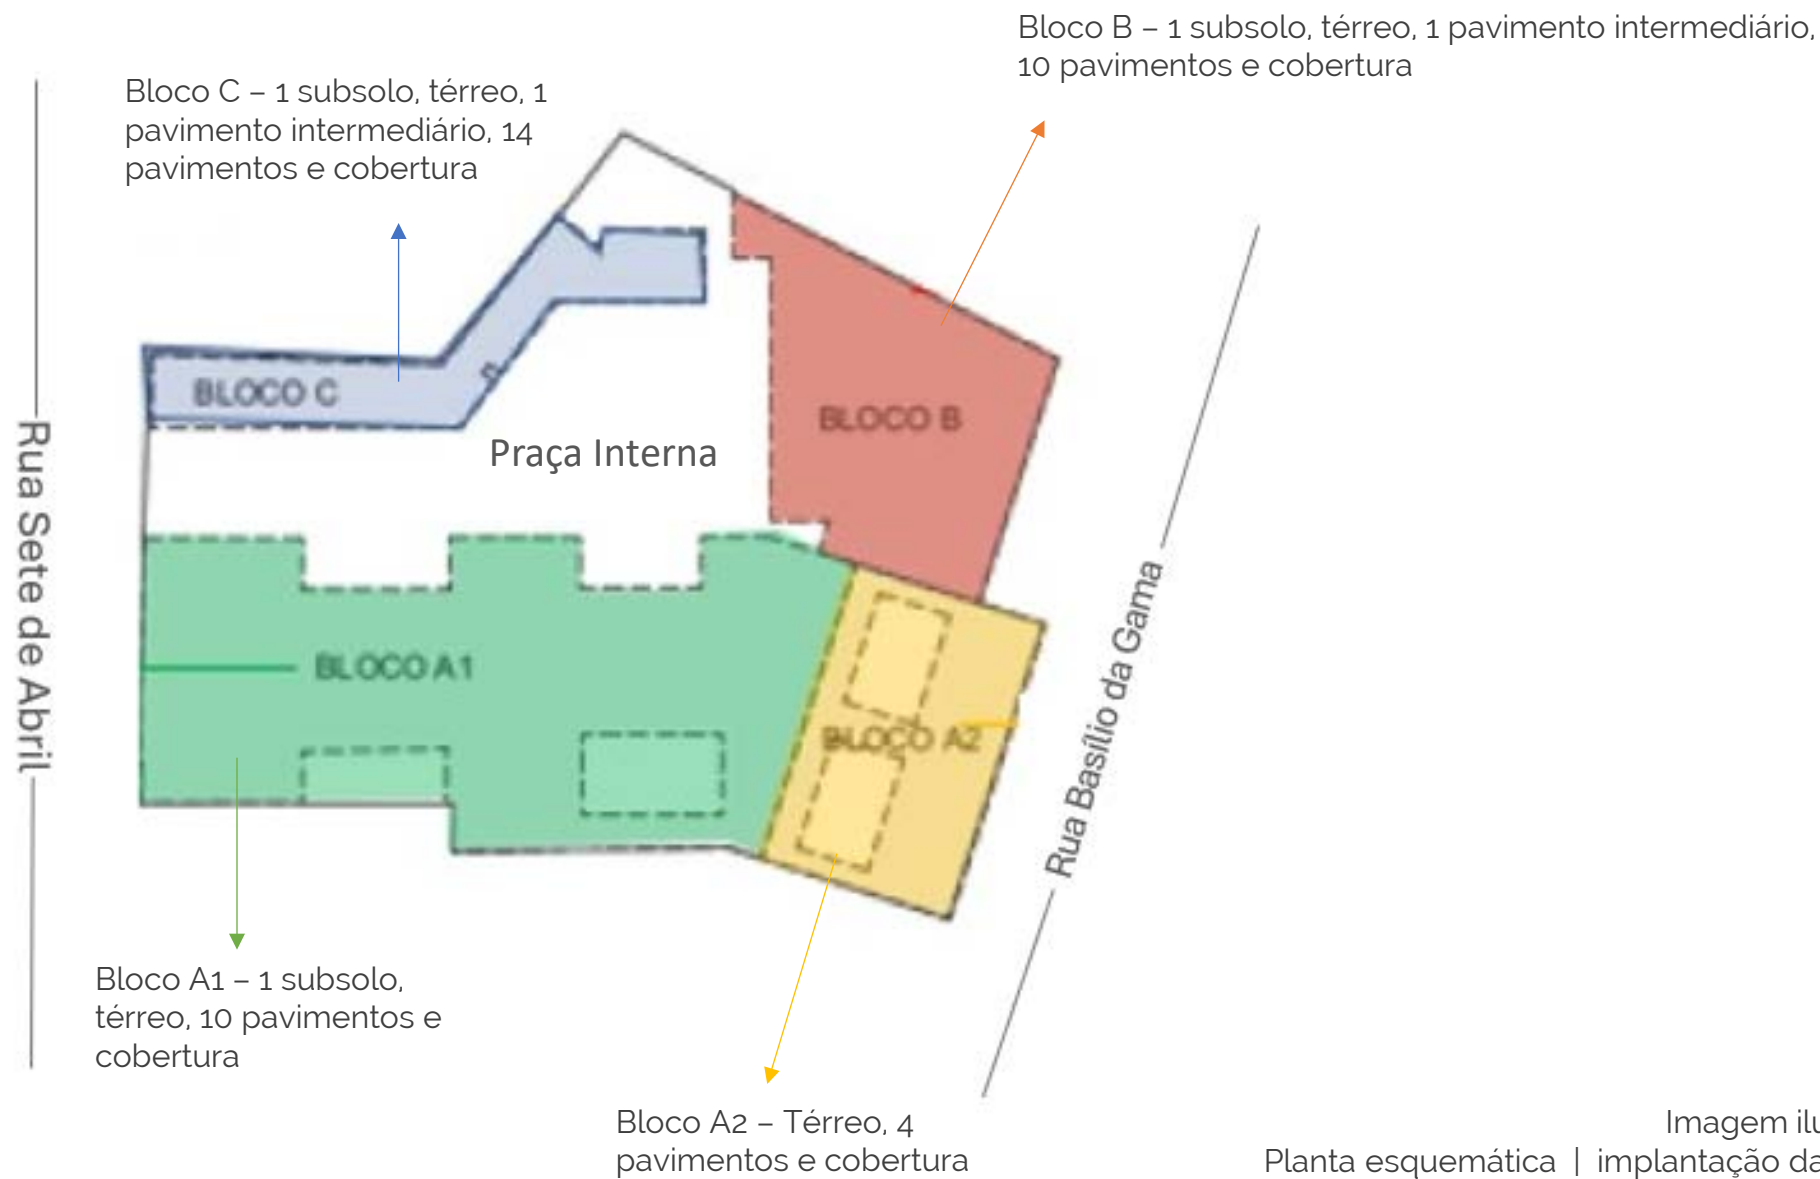 Bloco B – 1 subsolo, térreo, 1 pavimento intermediário,
10 pavimentos e cobertura
Bloco C – 1 subsolo, térreo, 1
pavimento intermediário, 14
pavimentos e cobertura
BLOCO C
BLOCO B
Praça Interna
Rua Sete de Abril
BLOCO A1
BLOCO A2
Rua Basílio da Gama
Bloco A1 – 1 subsolo,
térreo, 10 pavimentos e
cobertura
Bloco A2 – Térreo, 4
pavimentos e cobertura
Imagem
Planta esquemática | implantação